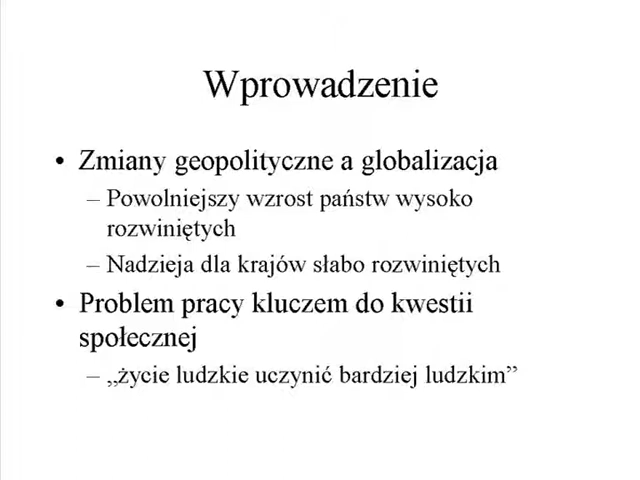 Wprowadzenie
• Zmiany geopolityczne a globalizacja
– Powolniejszy wzrost państw wysoko
rozwiniętych
– Nadzieja dla krajów słabo rozwiniętych
• Problem pracy kluczem do kwestii
społecznej
– „życie ludzkie uczynić bardziej ludzkim”